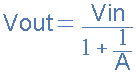 Vout = Vin / (1 + 1/A)